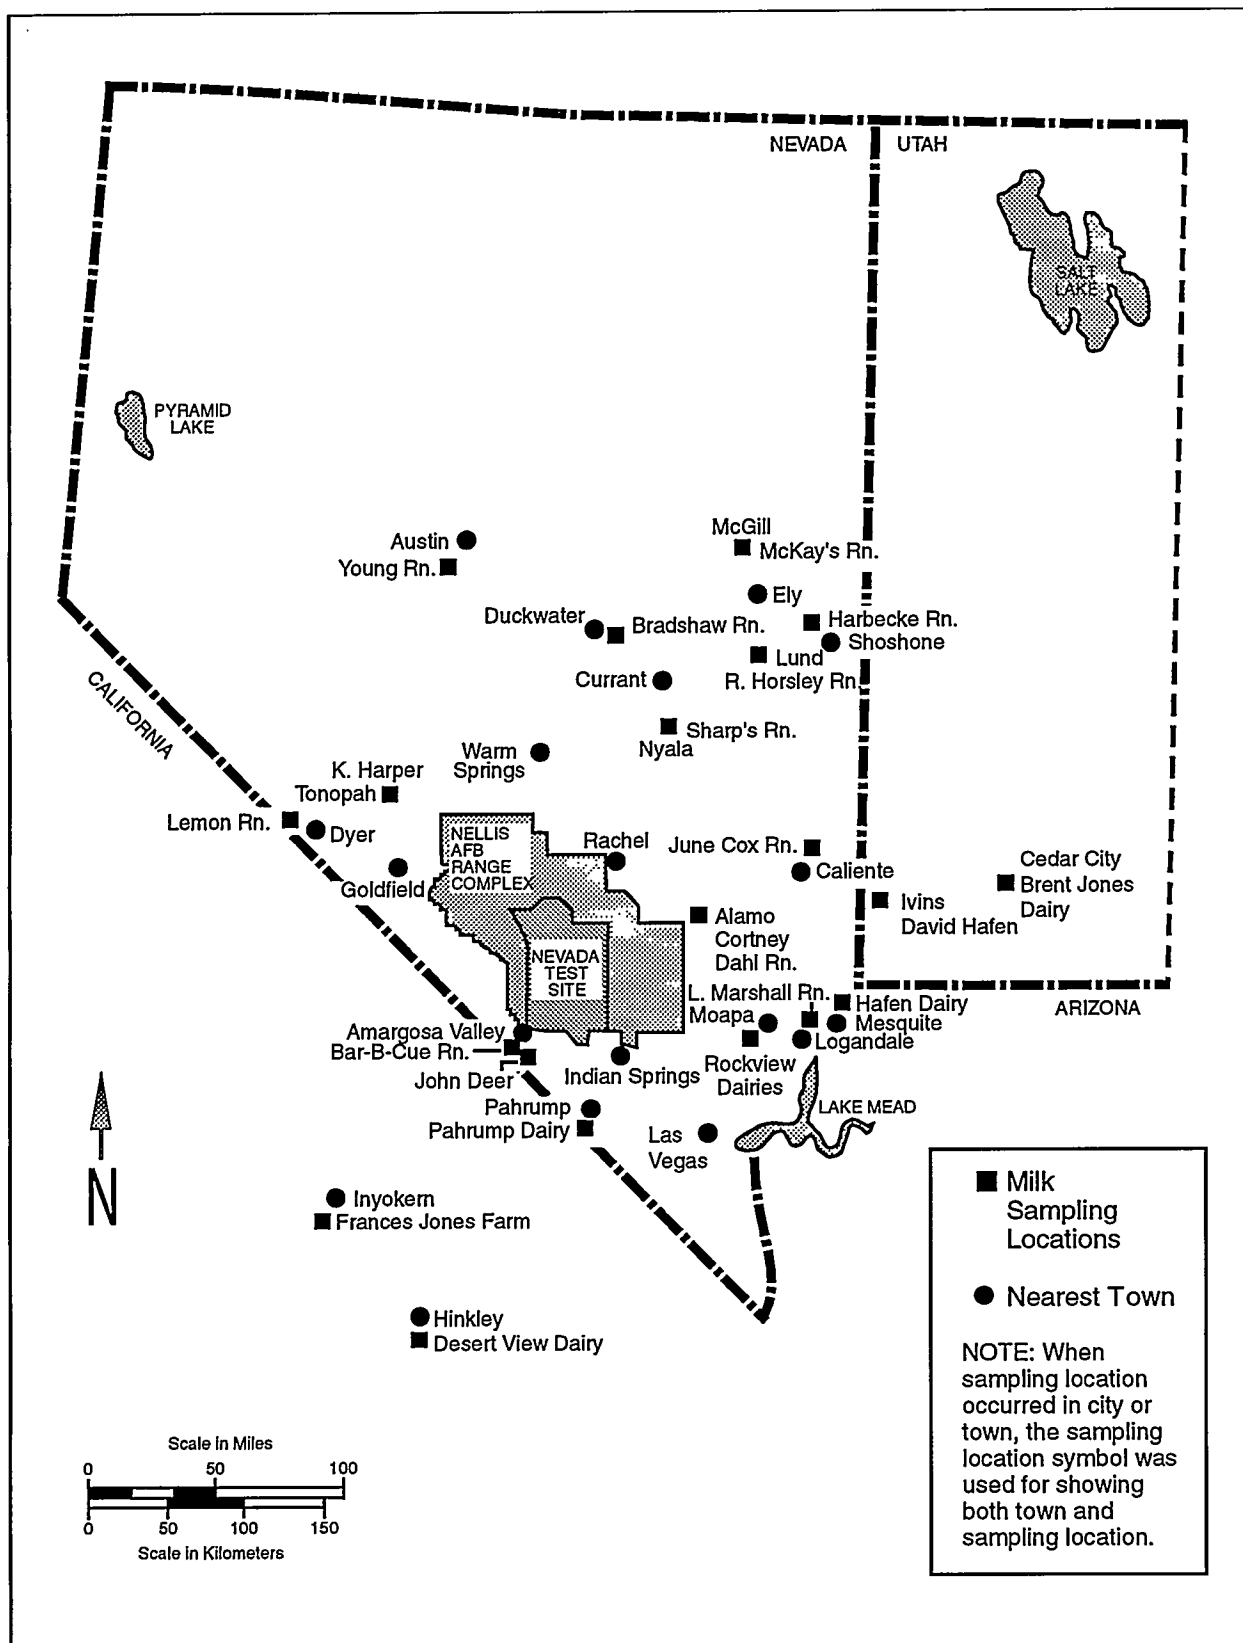 NEVADA
UTAH
SALT
LAKE
PYRAMID
LAKE
McGill
McKay's Rn.
Austin
Young Rn.
Ely
Duckwater
Bradshaw Rn.
Harbecke Rn.
Shoshone
Lund
R. Horsley Rn.
Currant
CALIFORNIA
Sharp's Rn.
Nyala
Warm
Springs
K. Harper
Tonopah
Lemon Rn.
Dyer
Goldfield
NELLIS
AFB
RANGE
COMPLEX
Rachel
June Cox Rn.
Caliente
Cedar City
Brent Jones
Dairy
Ivins
David Hafen
Alamo
Cortney
Dahl Rn.
NEVADA
TEST
SITE
L. Marshall Rn.
Hafen Dairy
ARIZONA
Moapa
Mesquite
Logandale
Amargosa Valley
Bar-B-Cue Rn.
John Deer
Indian Springs
Rockview
Dairies
Pahrump
Pahrump Dairy
LAKE MEAD
Las
Vegas
N
Inyokern
Frances Jones Farm
Hinkley
Desert View Dairy
Milk
Sampling
Locations
Nearest Town
NOTE: When
sampling location
occurred in city or
town, the sampling
location symbol was
used for showing
both town and
sampling location.
Scale in Miles
0 50 100
0 50 100 150
Scale in Kilometers